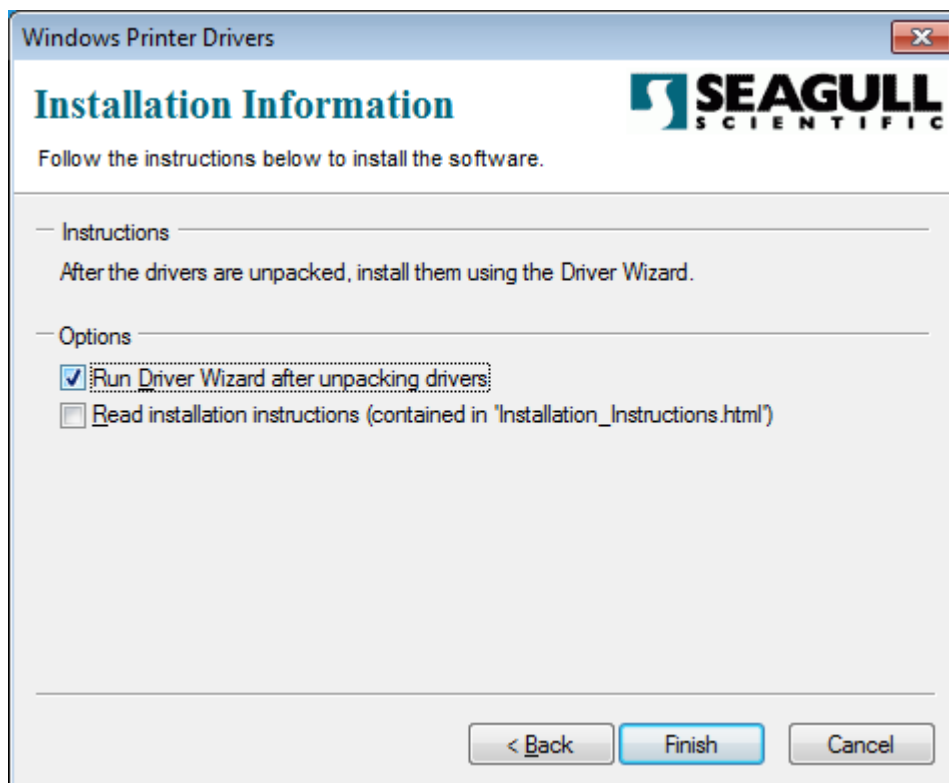 Windows Printer Drivers
Installation Information
SEAGULL
SCIENTIFIC
Follow the instructions below to install the software.
Instructions
After the drivers are unpacked, install them using the Driver Wizard.
Options
Run Driver Wizard after unpacking drivers
Read installation instructions (contained in "Installation_Instructions.html")
< Back
Finish
Cancel